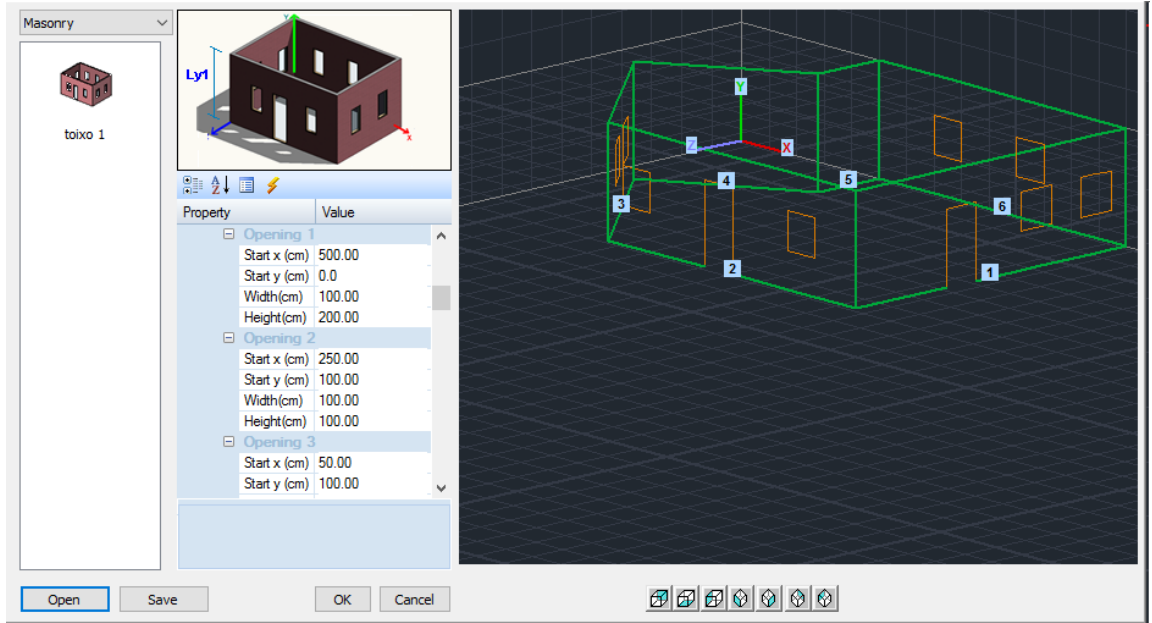 Masonry
toixo 1
Y
Ly1
x
Property Value
Opening 1
Start x (cm) 500.00
Start y (cm) 0.0
Width(cm) 100.00
Height(cm) 200.00
Opening 2
Start x (cm) 250.00
Start y (cm) 100.00
Width(cm) 100.00
Height(cm) 100.00
Opening 3
Start x (cm) 50.00
Start y (cm) 100.00
Y
Z X
4 5
3 6
2 1
Open Save OK Cancel